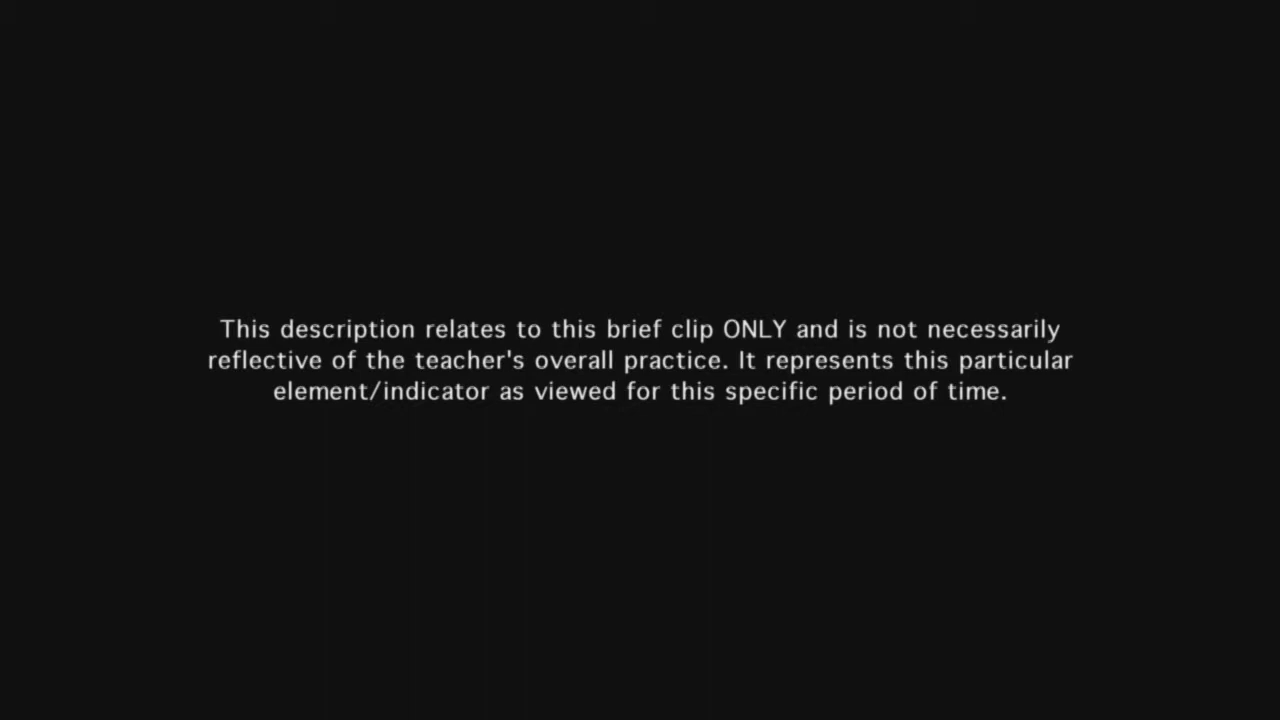 This description relates to this brief clip ONLY and is not necessarily
reflective of the teacher's overall practice. It represents this particular
element/indicator as viewed for this specific period of time.